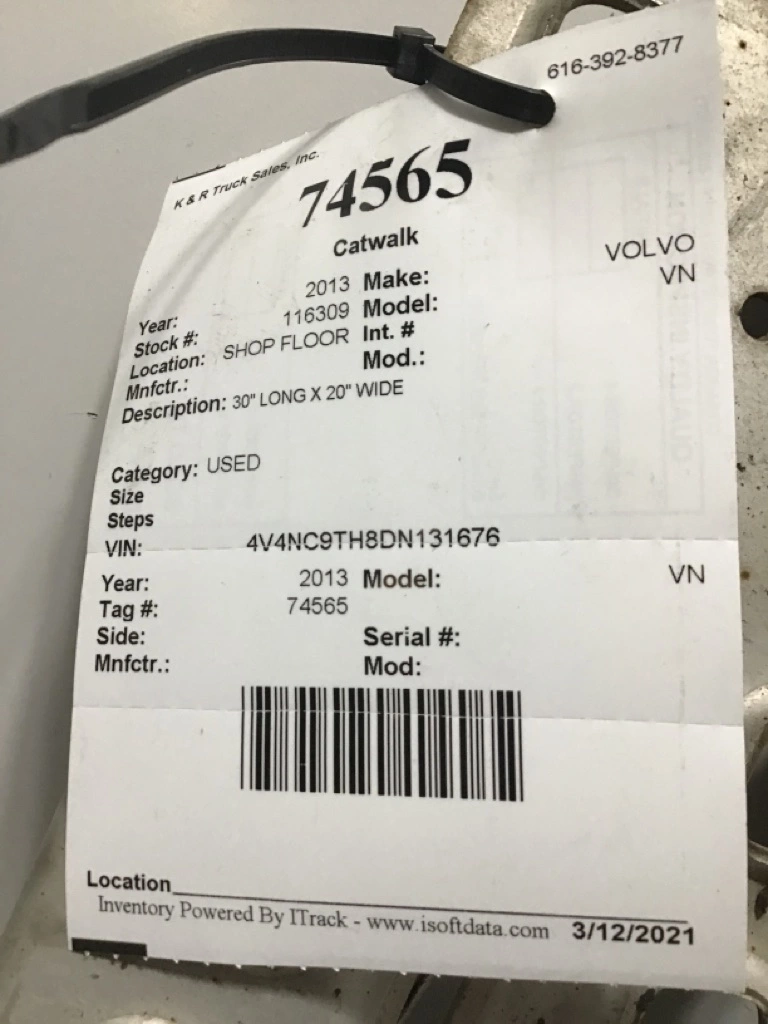 616-392-8377
K & R Truck Sales, Inc.
74565
Catwalk
Year: 2013 Make: VOLVO
Stock #: 116309 Model: VN
Location: SHOP FLOOR Int. #
Mnfctr.: Mod.:
Description: 30" LONG X 20" WIDE
Category: USED
Size
Steps
VIN: 4V4NC9TH8DN131676
Year: 2013 Model: VN
Tag #: 74565
Side: Serial #:
Mnfctr.: Mod:
Location
Inventory Powered By ITrack - www.isoftdata.com 3/12/2021